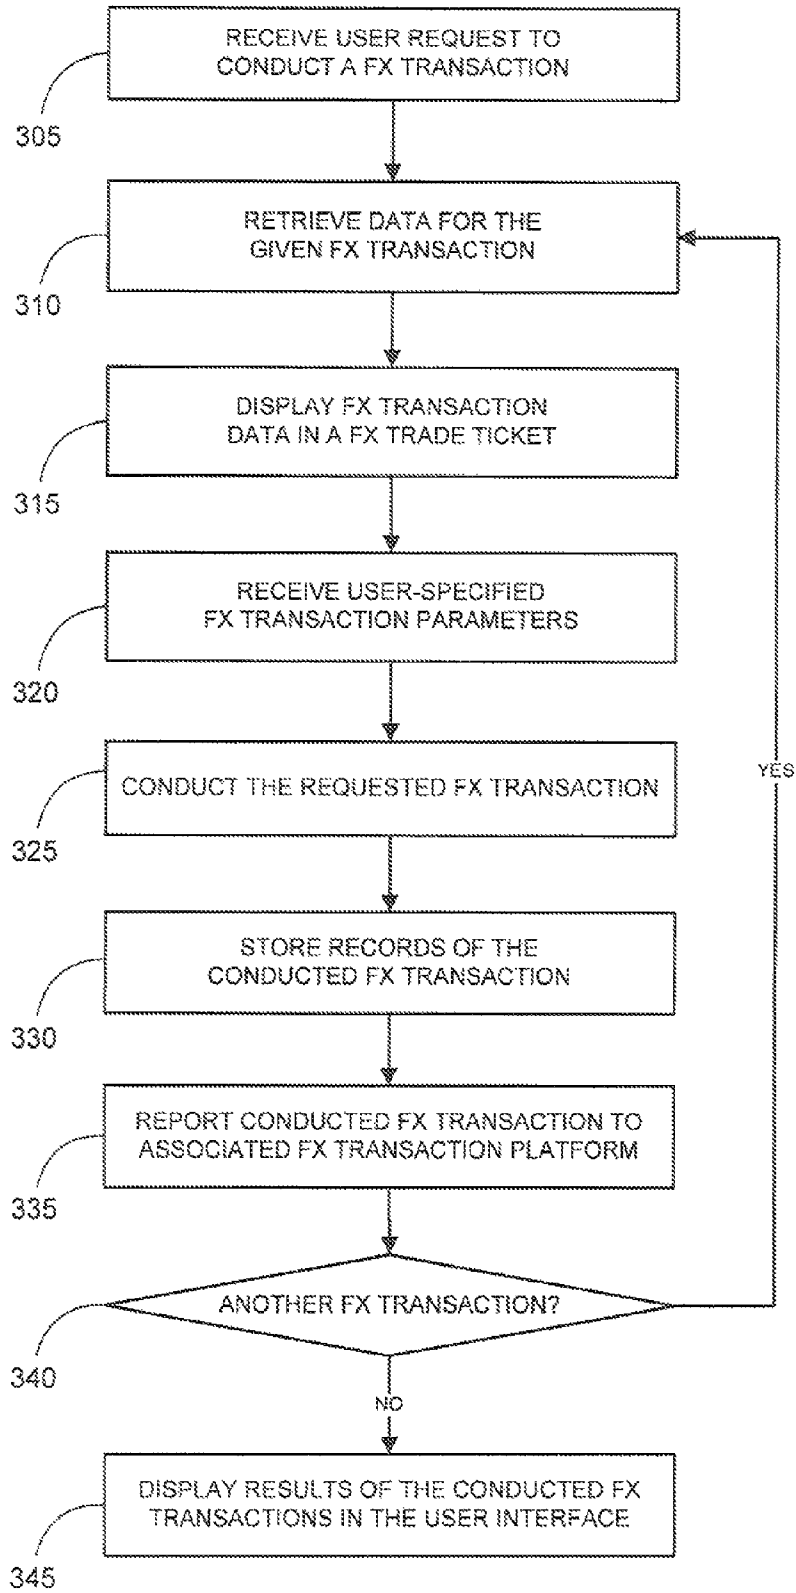 RECEIVE USER REQUEST TO
CONDUCT A FX TRANSACTION
305
RETRIEVE DATA FOR THE
GIVEN FX TRANSACTION
310
DISPLAY FX TRANSACTION
DATA IN A FX TRADE TICKET
315
RECEIVE USER-SPECIFIED
FX TRANSACTION PARAMETERS
320
YES
CONDUCT THE REQUESTED FX TRANSACTION
325
STORE RECORDS OF THE
CONDUCTED FX TRANSACTION
330
REPORT CONDUCTED FX TRANSACTION TO
ASSOCIATED FX TRANSACTION PLATFORM
335
ANOTHER FX TRANSACTION?
340
NO
DISPLAY RESULTS OF THE CONDUCTED FX
TRANSACTIONS IN THE USER INTERFACE
345